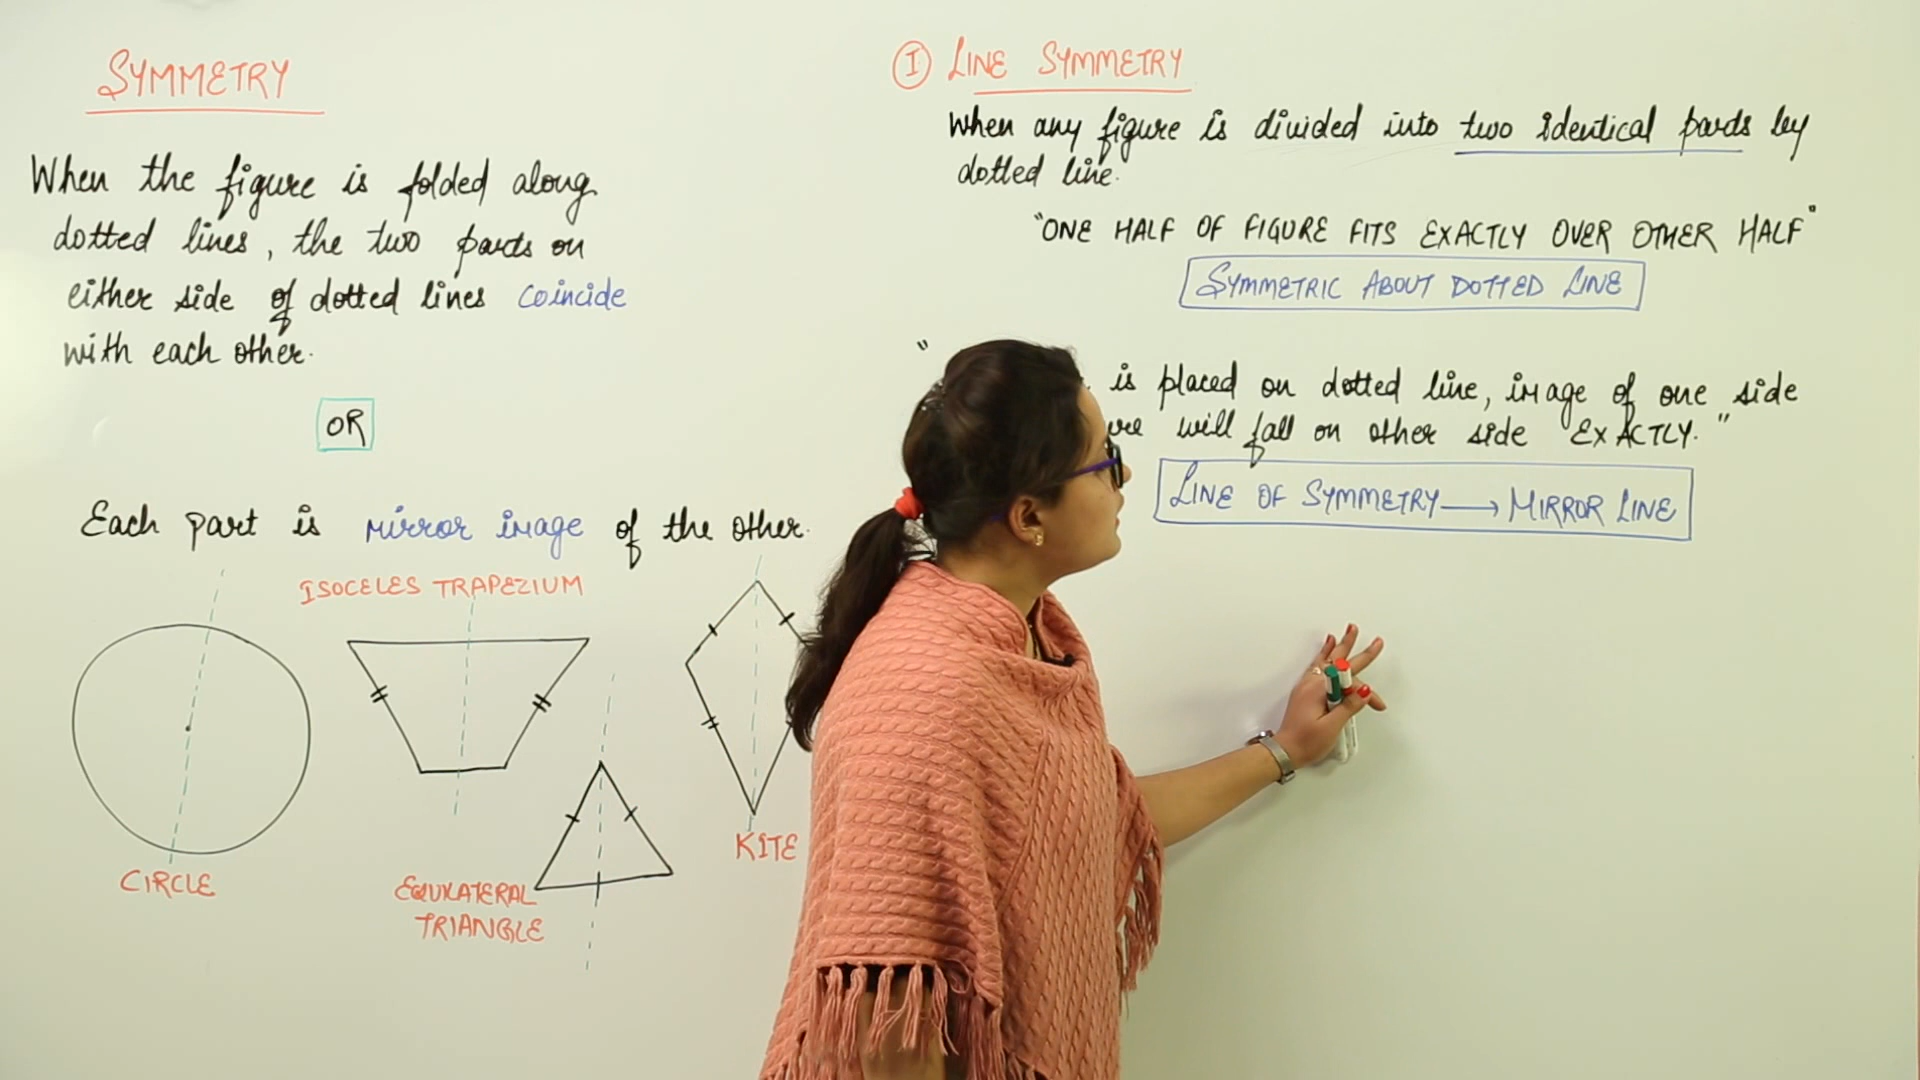 SYMMETRY
When the figure is folded along
dotted lines, the two parts on
either side of dotted lines coincide
with each other.
OR
Each part is mirror image of the other.
ISOCELES TRAPEZIUM
CIRCLE
EQUILATERAL
TRIANGLE
KITE
I LINE SYMMETRY
When any figure is divided into two identical parts by
dotted line.
"ONE HALF OF FIGURE FITS EXACTLY OVER OTHER HALF"
SYMMETRIC ABOUT DOTTED LINE
" is placed on dotted line, image of one side
will fall on other side EXACTLY."
LINE OF SYMMETRY → MIRROR LINE